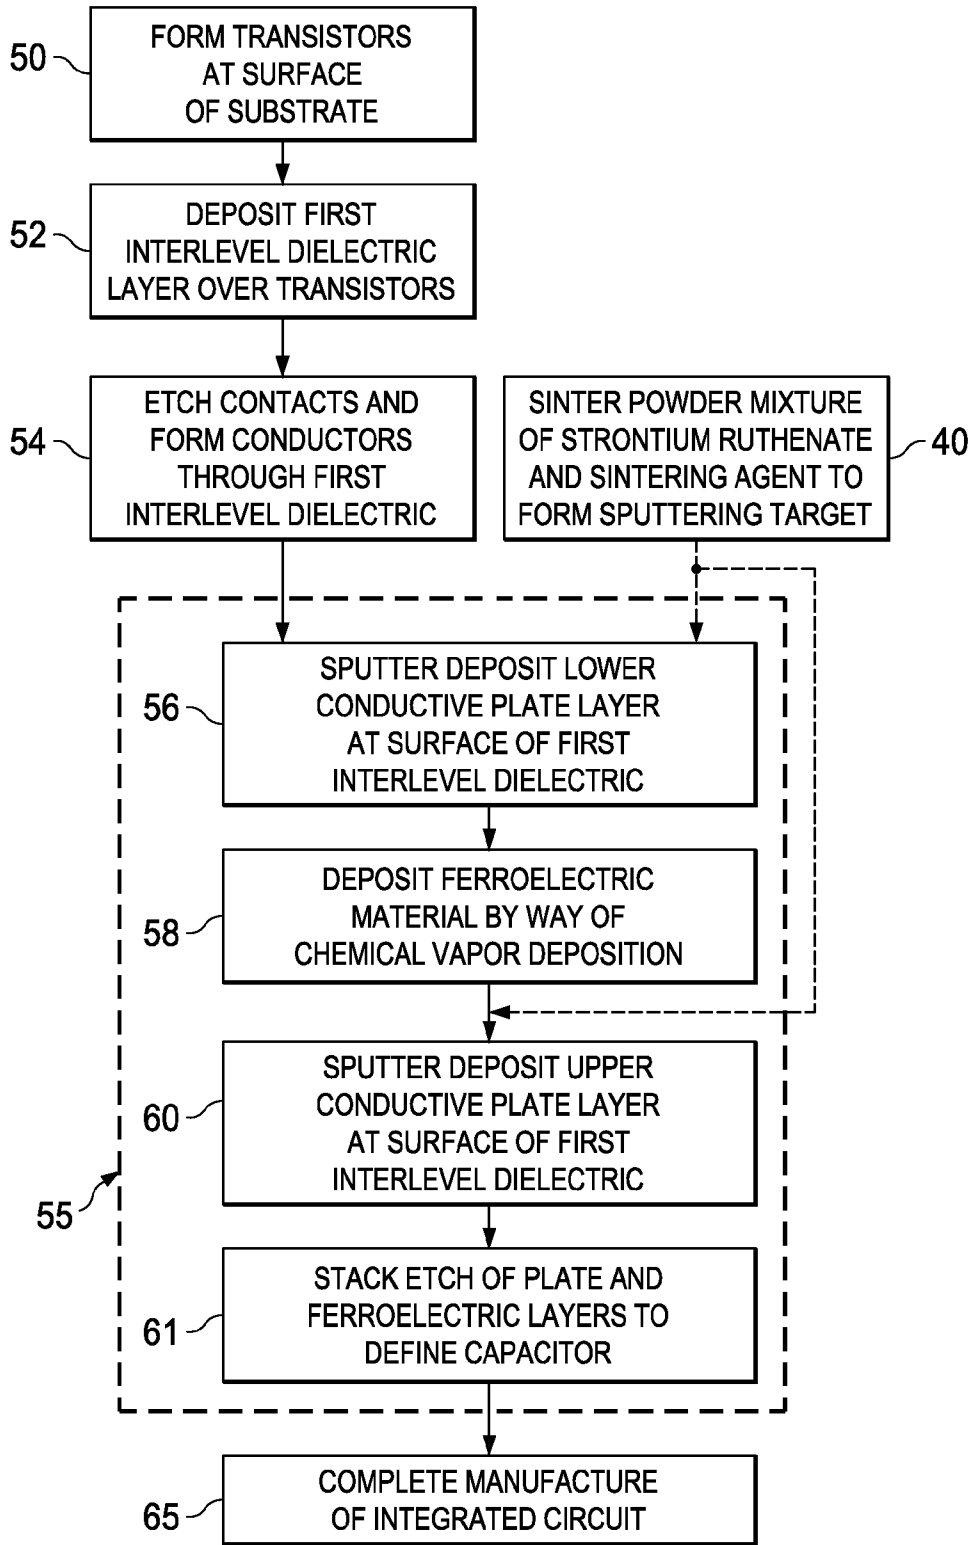 50
FORM TRANSISTORS
AT SURFACE
OF SUBSTRATE
52
DEPOSIT FIRST
INTERLEVEL DIELECTRIC
LAYER OVER TRANSISTORS
54
ETCH CONTACTS AND
FORM CONDUCTORS
THROUGH FIRST
INTERLEVEL DIELECTRIC
SINTER POWDER MIXTURE
OF STRONTIUM RUTHENATE
AND SINTERING AGENT TO
FORM SPUTTERING TARGET
40
56
SPUTTER DEPOSIT LOWER
CONDUCTIVE PLATE LAYER
AT SURFACE OF FIRST
INTERLEVEL DIELECTRIC
58
DEPOSIT FERROELECTRIC
MATERIAL BY WAY OF
CHEMICAL VAPOR DEPOSITION
60
SPUTTER DEPOSIT UPPER
CONDUCTIVE PLATE LAYER
AT SURFACE OF FIRST
INTERLEVEL DIELECTRIC
55
61
STACK ETCH OF PLATE AND
FERROELECTRIC LAYERS TO
DEFINE CAPACITOR
65
COMPLETE MANUFACTURE
OF INTEGRATED CIRCUIT